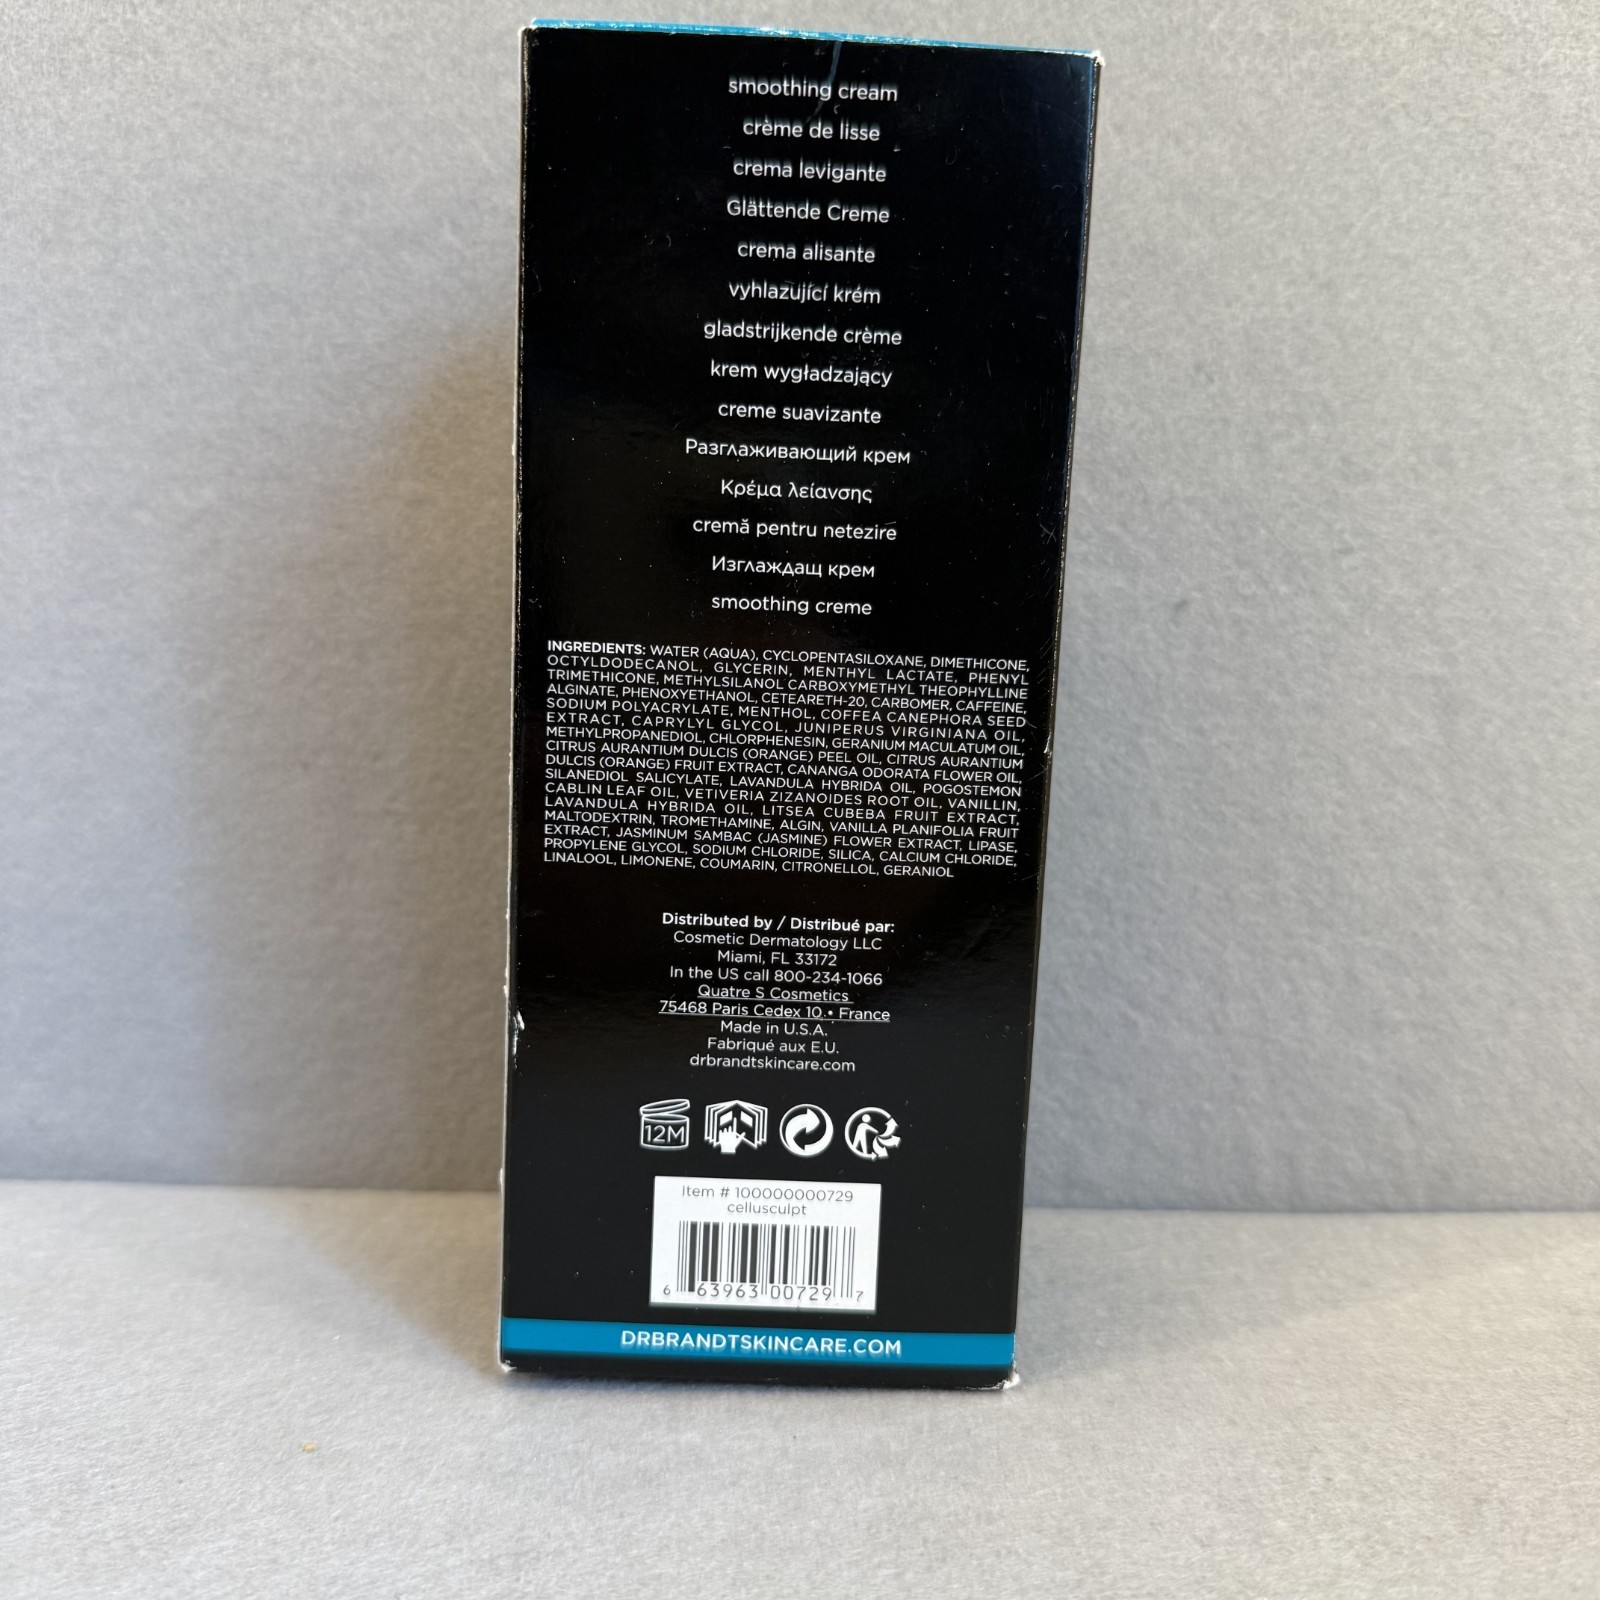 smoothing cream
crème de lisse
crema levigante
Glättende Creme
crema alisante
vyhlazující krém
gladstrijkende crème
krem wygładzający
creme suavizante
Разглаживающий крем
Κρέμα λείανσης
cremă pentru netezire
Изглаждащ крем
smoothing creme
INGREDIENTS: WATER (AQUA), CYCLOPENTASILOXANE, DIMETHICONE,
OCTYLDODECANOL, GLYCERIN, MENTHYL LACTATE, PHENYL
TRIMETHICONE, METHYLSILANOL CARBOXYMETHYL THEOPHYLLINE
ALGINATE, PHENOXYETHANOL, CETEARETH-20, CARBOMER, CAFFEINE,
SODIUM POLYACRYLATE, MENTHOL, COFFEA CANEPHORA SEED
EXTRACT, CAPRYLYL GLYCOL, JUNIPERUS VIRGINIANA OIL,
METHYLPROPANEDIOL, CHLORPHENESIN, GERANIUM MACULATUM OIL,
CITRUS AURANTIUM DULCIS (ORANGE) PEEL OIL, CITRUS AURANTIUM
DULCIS (ORANGE) FRUIT EXTRACT, CANANGA ODORATA FLOWER OIL,
SILANEDIOL SALICYLATE, LAVANDULA HYBRIDA OIL, POGOSTEMON
CABLIN LEAF OIL, VETIVERIA ZIZANOIDES ROOT OIL, VANILLIN,
LAVANDULA HYBRIDA OIL, LITSEA CUBEBA FRUIT EXTRACT,
MALTODEXTRIN, TROMETHAMINE, ALGIN, VANILLA PLANIFOLIA FRUIT
EXTRACT, JASMINUM SAMBAC (JASMINE) FLOWER EXTRACT, LIPASE,
PROPYLENE GLYCOL, SODIUM CHLORIDE, SILICA, CALCIUM CHLORIDE,
LINALOOL, LIMONENE, COUMARIN, CITRONELLOL, GERANIOL
Distributed by / Distribué par:
Cosmetic Dermatology LLC
Miami, FL 33172
In the US call 800-234-1066
Quatre S Cosmetics
75468 Paris Cedex 10 • France
Made in U.S.A.
Fabriqué aux E.U.
drbrandtskincare.com
12M
Item # 100000000729
cellusculpt
6 63963 00729 7
DRBRANDTSKINCARE.COM